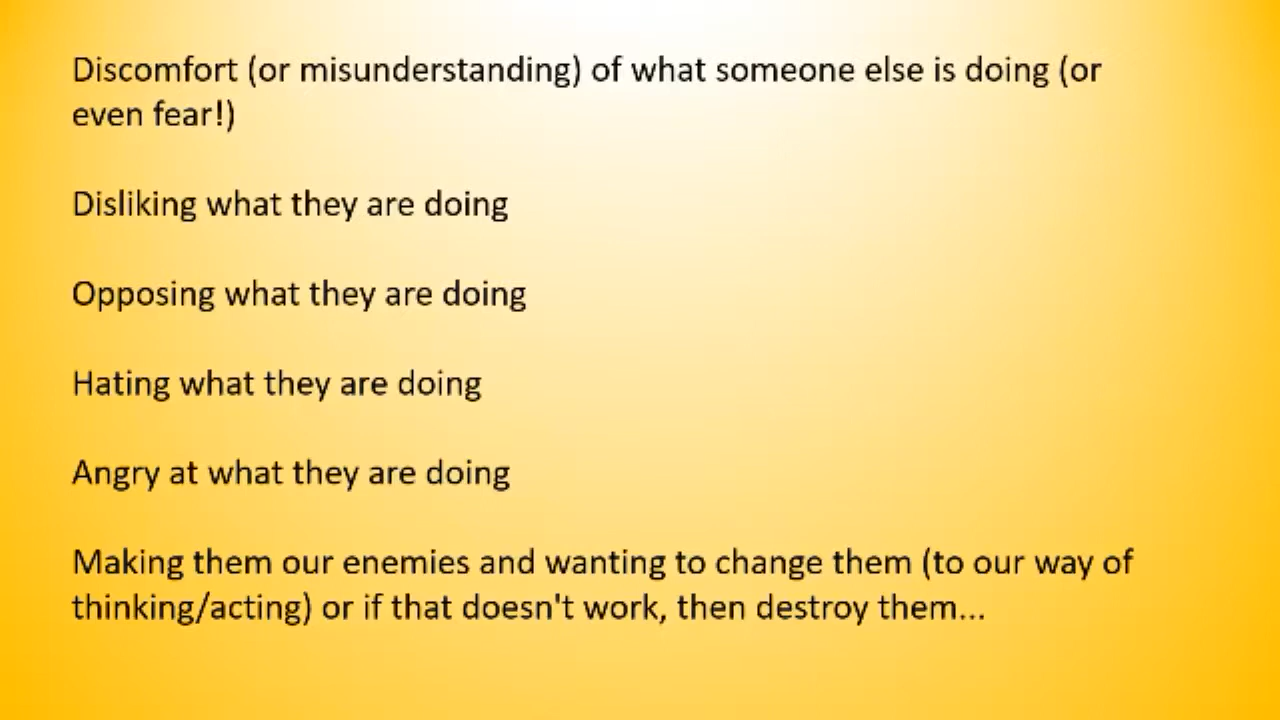 Discomfort (or misunderstanding) of what someone else is doing (or
even fear!)
Disliking what they are doing
Opposing what they are doing
Hating what they are doing
Angry at what they are doing
Making them our enemies and wanting to change them (to our way of
thinking/acting) or if that doesn't work, then destroy them...